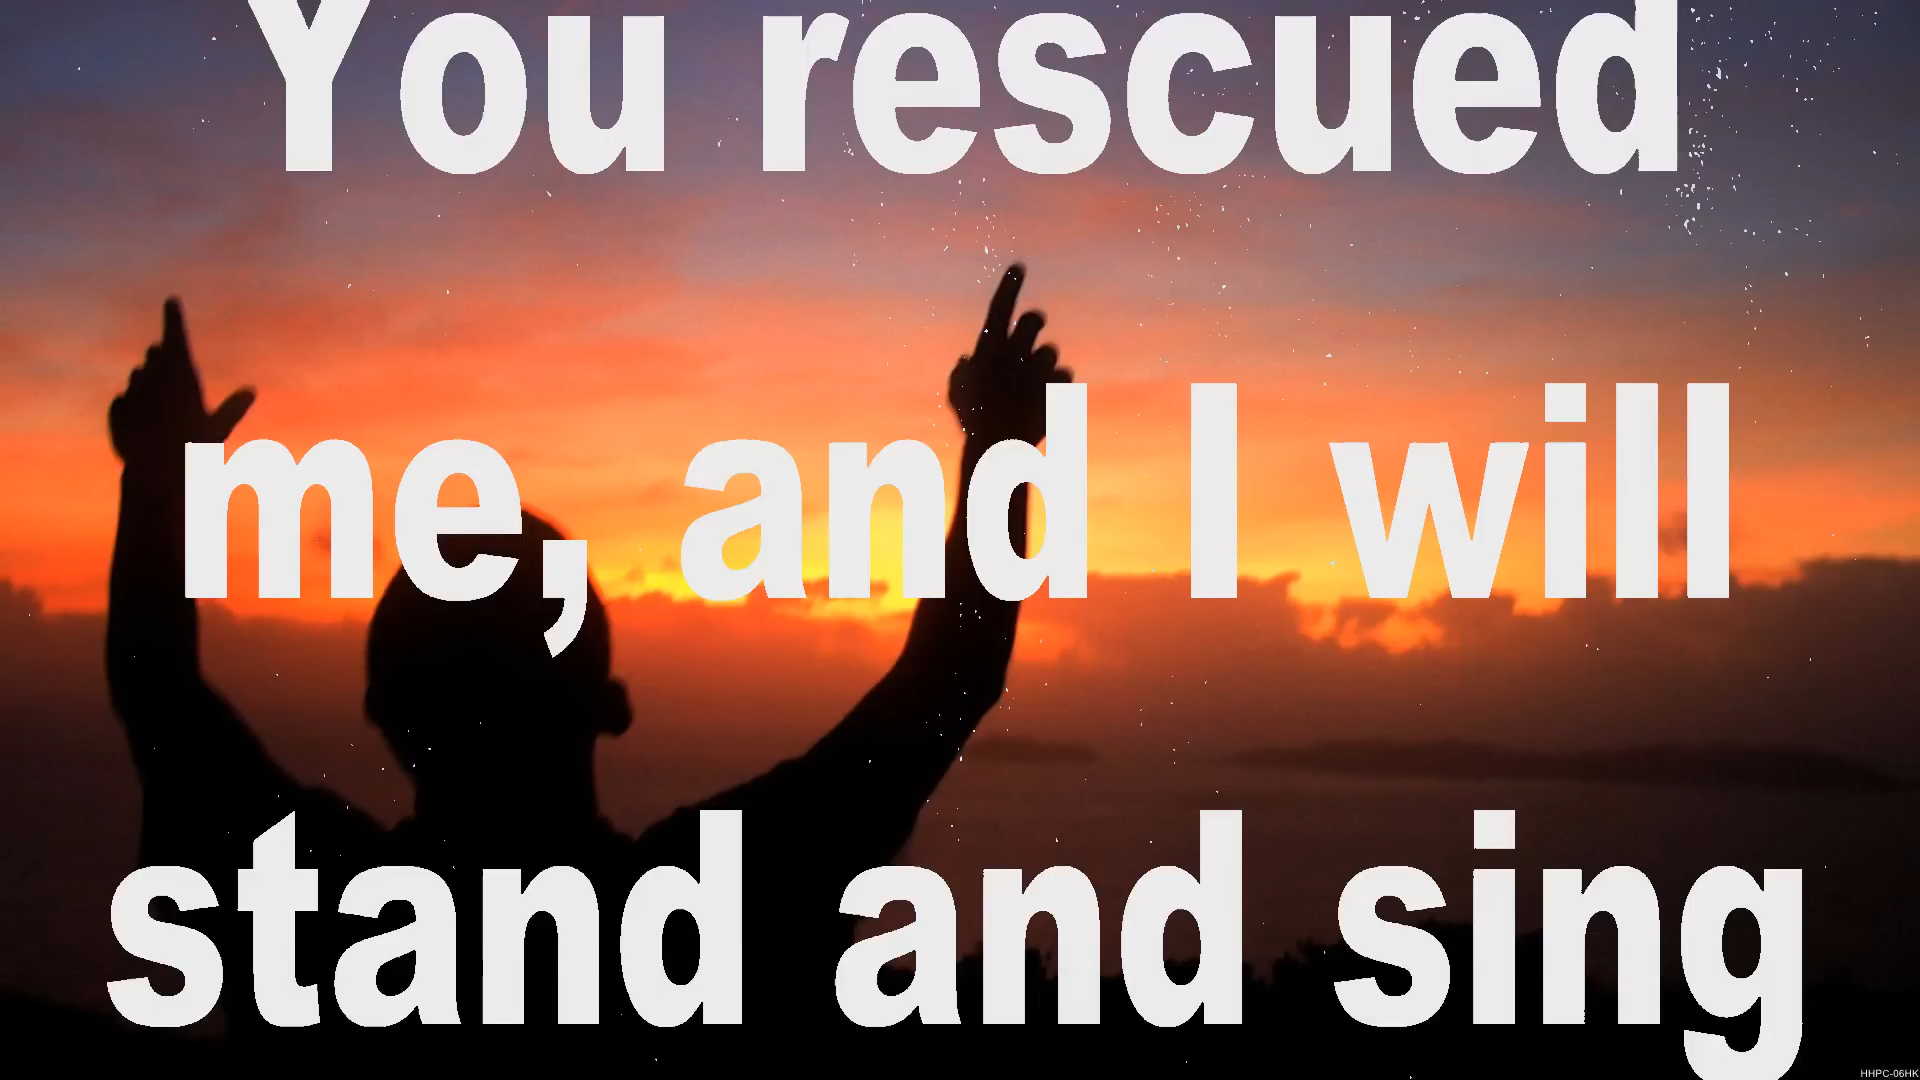 You rescued
me, and I will
stand and sing
HHPC-06HK